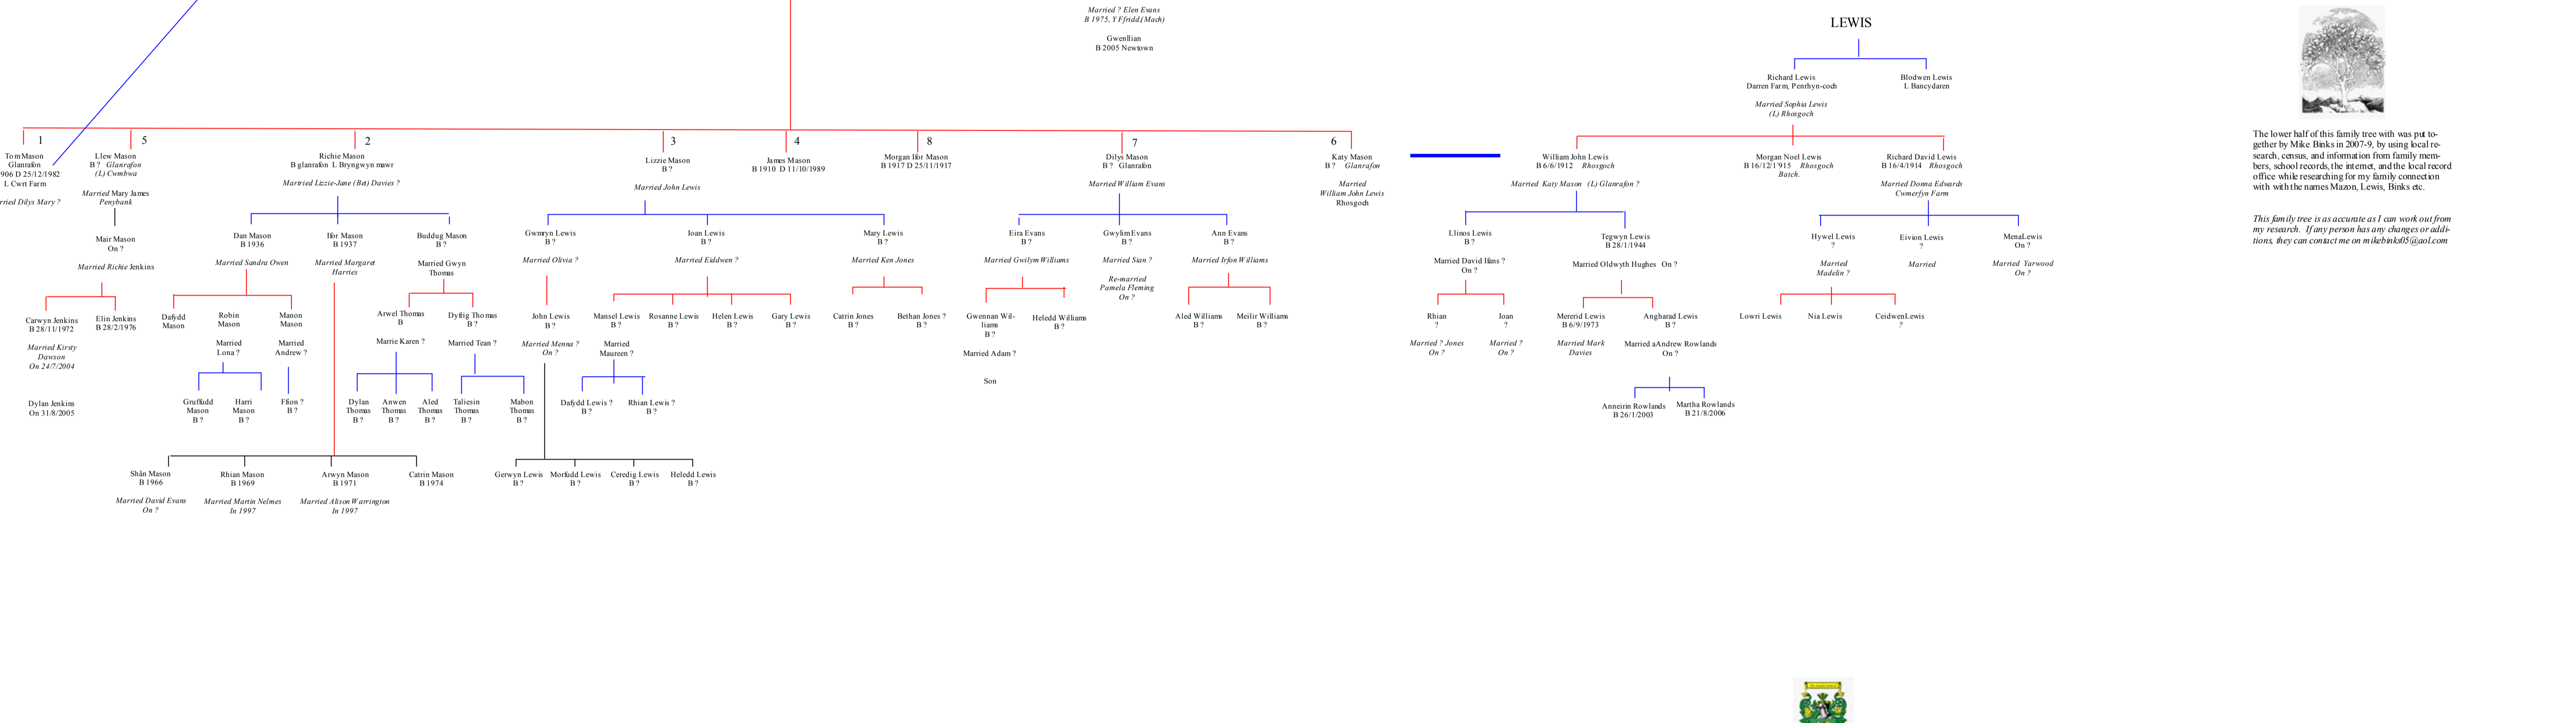 Married ? Elen Evans
B 1975, Y Ffridd,(Mach)
Gwenllian
B 2005 Newtown
LEWIS
Richard Lewis
Darren Farm, Penrhyn-coch
Married Sophia Lewis
(L) Rhosgoch
Blodwen Lewis
L Bancydaren
1
Tom Mason
Glanrafon
906 D 25/12/1982
L Cwrt Farm
rried Dilys Mary ?
5
Llew Mason
B ? Glanrafon
(L) Cwmbwa
Married Mary James
Penybank
2
Richie Mason
B glanrafon L Bryngwyn mawr
Martried Lizzie-Jane (Bet) Davies ?
3
Lizzie Mason
B ?
Married John Lewis
4
James Mason
B 1910 D 11/10/1989
8
Morgan Ifor Mason
B 1917 D 25/11/1917
7
Dilys Mason
B ? Glanrafon
Married William Evans
6
Katy Mason
B ? Glanrafon
Married
William John Lewis
Rhosgoch
William John Lewis
B 6/6/1912 Rhosgoch
Married Katy Mason (L) Glanrafon ?
Morgan Noel Lewis
B 16/12/1'915 Rhosgoch
Batch.
Richard David Lewis
B 16/4/1914 Rhosgoch
Married Donna Edwards
Cwmerfyn Farm
Mair Mason
On ?
Married Richie Jenkins
Dan Mason
B 1936
Married Sandra Owen
Ifor Mason
B 1937
Married Margaret
Harries
Buddug Mason
B ?
Married Gwyn
Thomas
Gwmryn Lewis
B ?
Married Olivia ?
Ioan Lewis
B ?
Married Eiddwen ?
Mary Lewis
B ?
Married Ken Jones
Eira Evans
B ?
Married Gwilym Williams
Gwylim Evans
B ?
Married Sian ?
Re-married
Pamela Fleming
On ?
Ann Evans
B ?
Married Irfon Williams
Llinos Lewis
B ?
Married David Ifans ?
On ?
Tegwyn Lewis
B 28/1/1944
Married Oldwyth Hughes On ?
Hywel Lewis
?
Married
Madelin ?
Eivion Lewis
?
Married
MenaLewis
On ?
Married Yarwood
On ?
Carwyn Jenkins
B 28/11/1972
Married Kirsty
Dawson
On 24/7/2004
Dylan Jenkins
On 31/8/2005
Elin Jenkins
B 28/2/1976
Dafydd
Mason
Robin
Mason
Married
Lona ?
Manon
Mason
Married
Andrew ?
Arwel Thomas
B
Marrie Karen ?
Dyfrig Thomas
B ?
Married Tean ?
John Lewis
B ?
Married Menna ?
On ?
Mansel Lewis
B ?
Married
Maureen ?
Rosanne Lewis
B ?
Helen Lewis
B ?
Gary Lewis
B ?
Catrin Jones
B ?
Bethan Jones ?
B ?
Gwennan Wil-
liams
B ?
Married Adam ?
Son
Heledd Williams
B ?
Aled Williams
B ?
Meilir Williams
B ?
Rhian
?
Married ? Jones
On ?
Ioan
?
Married ?
On ?
Mererid Lewis
B 6/9/1973
Married Mark
Davies
Angharad Lewis
B ?
Married aAndrew Rowlands
On ?
Lowri Lewis
Nia Lewis
CeidwenLewis
?
Gruffudd
Mason
B ?
Harri
Mason
B ?
Ffion ?
B ?
Dylan
Thomas
B ?
Anwen
Thomas
B ?
Aled
Thomas
B ?
Taliesin
Thomas
B ?
Mabon
Thomas
B ?
Dafydd Lewis ?
B ?
Rhian Lewis ?
B ?
Anneirin Rowlands
B 26/1/2003
Martha Rowlands
B 21/8/2006
Shân Mason
B 1966
Married David Evans
On ?
Rhian Mason
B 1969
Married Martin Nelmes
In 1997
Arwyn Mason
B 1971
Married Alison Warrington
In 1997
Catrin Mason
B 1974
Gerwyn Lewis
B ?
Morfudd Lewis
B ?
Ceredig Lewis
B ?
Heledd Lewis
B ?
The lower half of this family tree with was put to-
gether by Mike Binks in 2007-9, by using local re-
search, census, and information from family mem-
bers, school records, the internet, and the local record
office while researching for my family connection
with with the names Mazon, Lewis, Binks etc.
This family tree is as accurate as I can work out from
my research. If any person has any changes or addi-
tions, they can contact me on mikebinks05@aol.com